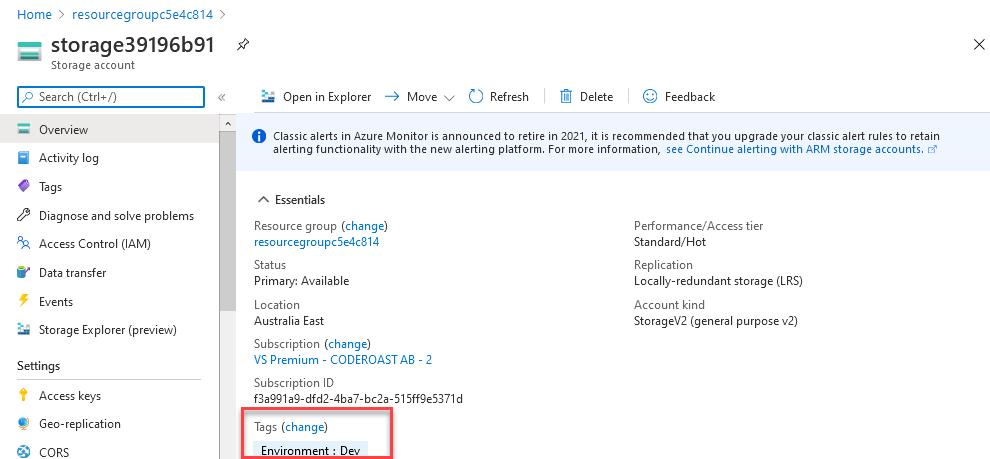 Home > resourcegroupc5e4c814 >
storage39196b91
Storage account
Search (Ctrl+/)
«
Overview
Activity log
Tags
Diagnose and solve problems
Access Control (IAM)
Data transfer
Events
Storage Explorer (preview)
Settings
Access keys
Geo-replication
CORS
Open in Explorer
Move
Refresh
Delete
Feedback
Classic alerts in Azure Monitor is announced to retire in 2021, it is recommended that you upgrade your classic alert rules to retain
alerting functionality with the new alerting platform. For more information, see Continue alerting with ARM storage accounts.
Essentials
Resource group (change)
resourcegroupc5e4c814
Status
Primary: Available
Location
Australia East
Subscription (change)
VS Premium - CODEROAST AB - 2
Subscription ID
f3a991a9-dfd2-4ba7-bc2a-515ff9e5371d
Tags (change)
Environment : Dev
Performance/Access tier
Standard/Hot
Replication
Locally-redundant storage (LRS)
Account kind
StorageV2 (general purpose v2)